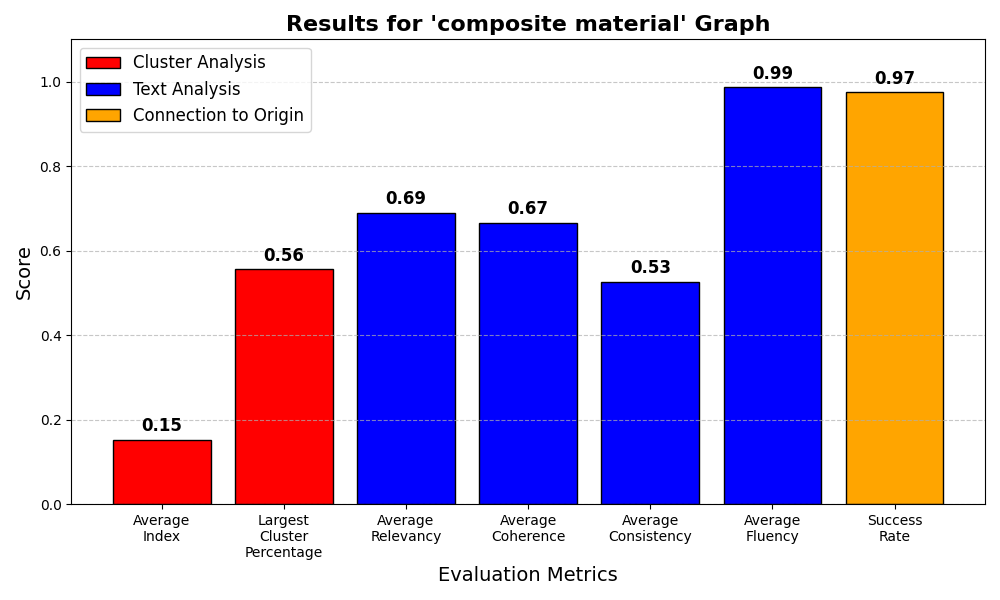 Results for 'composite material' Graph
Cluster Analysis
Text Analysis
Connection to Origin
Score
1.0
0.8
0.6
0.4
0.2
0.0
0.15
0.56
0.69
0.67
0.53
0.99
0.97
Average
Index
Largest
Cluster
Percentage
Average
Relevancy
Average
Coherence
Average
Consistency
Average
Fluency
Success
Rate
Evaluation Metrics